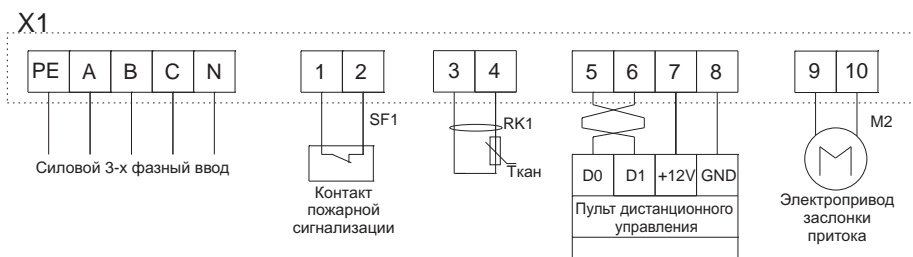 X1
PE A B C N 1 2 3 4 5 6 7 8 9 10
SF1
RK1
M2
Силовой 3-х фазный ввод
Tкан
D0 D1 +12V GND
M
Контакт
пожарной
сигнализации
Пульт дистанционного
управления
Электропривод
заслонки
притока